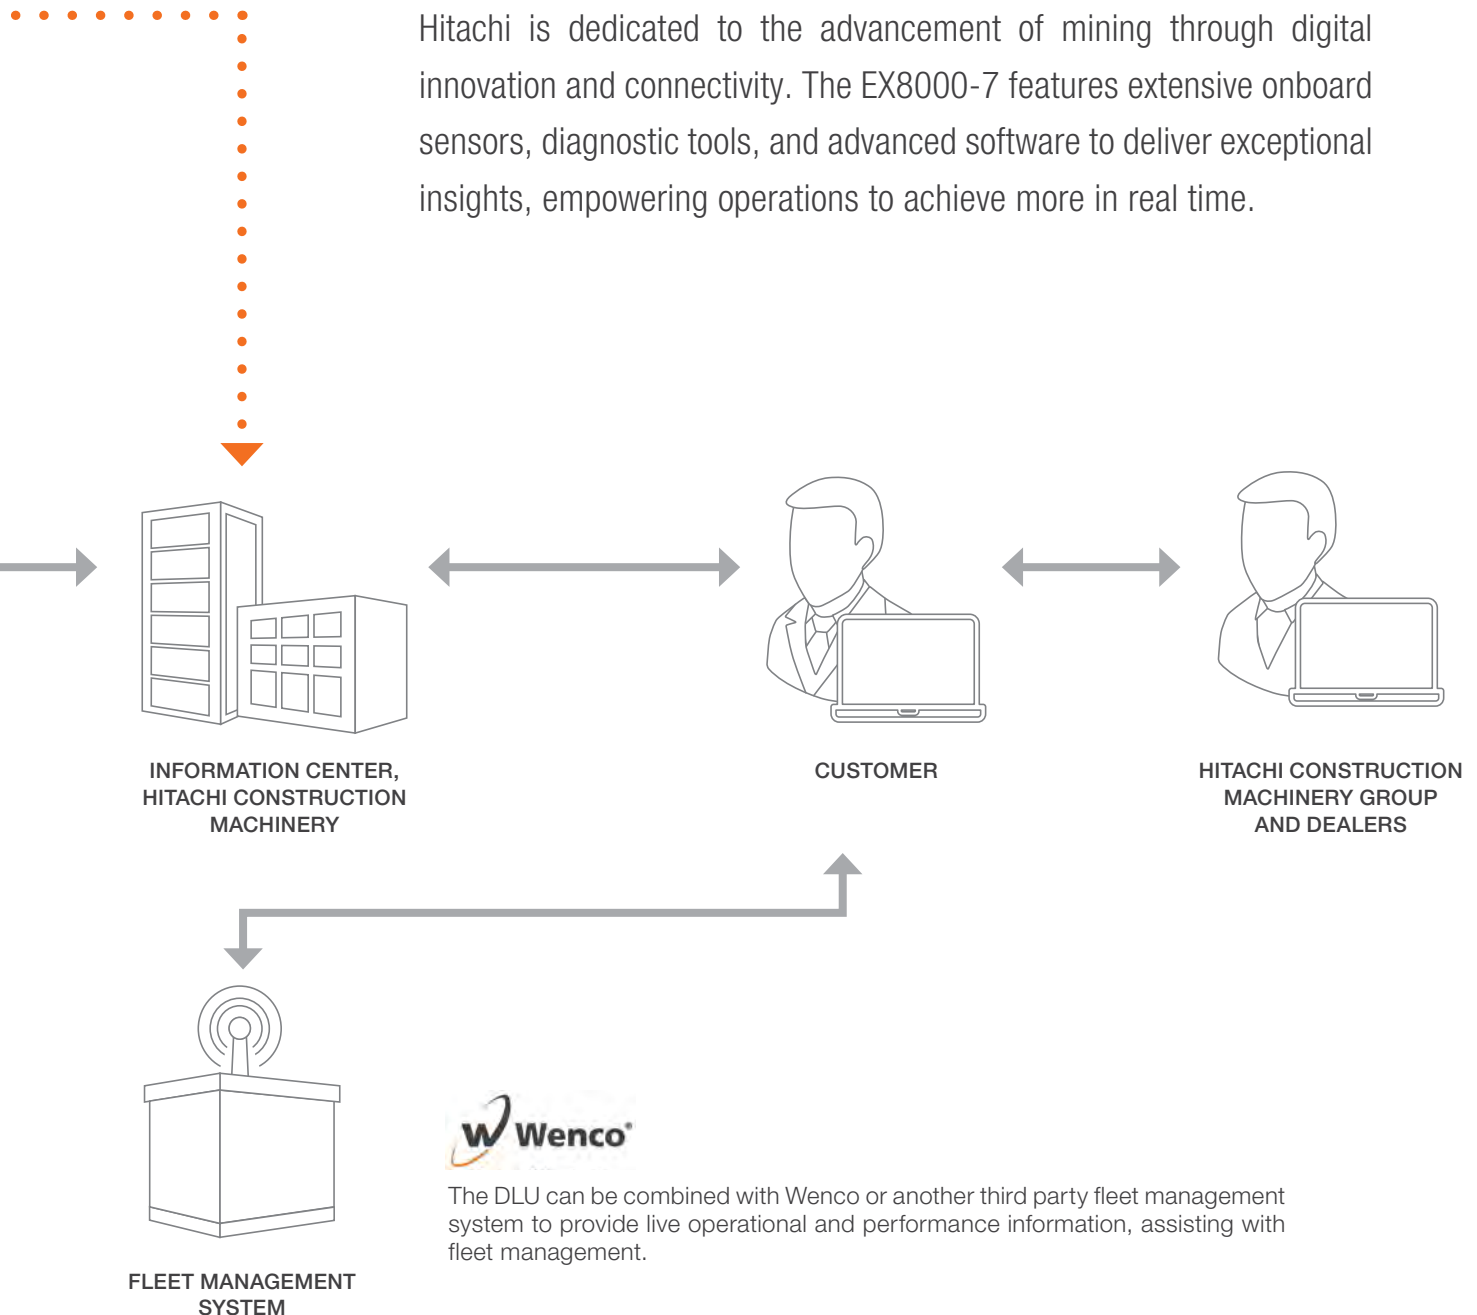 Hitachi is dedicated to the advancement of mining through digital
innovation and connectivity. The EX8000-7 features extensive onboard
sensors, diagnostic tools, and advanced software to deliver exceptional
insights, empowering operations to achieve more in real time.
INFORMATION CENTER,
HITACHI CONSTRUCTION
MACHINERY
CUSTOMER
HITACHI CONSTRUCTION
MACHINERY GROUP
AND DEALERS
W Wenco®
The DLU can be combined with Wenco or another third party fleet management
system to provide live operational and performance information, assisting with
fleet management.
FLEET MANAGEMENT
SYSTEM